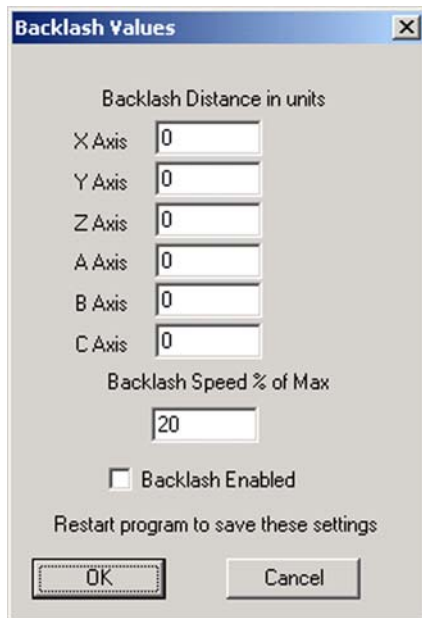 Backlash Values
Backlash Distance in units
X Axis 0
Y Axis 0
Z Axis 0
A Axis 0
B Axis 0
C Axis 0
Backlash Speed % of Max
20
Backlash Enabled
Restart program to save these settings
OK Cancel